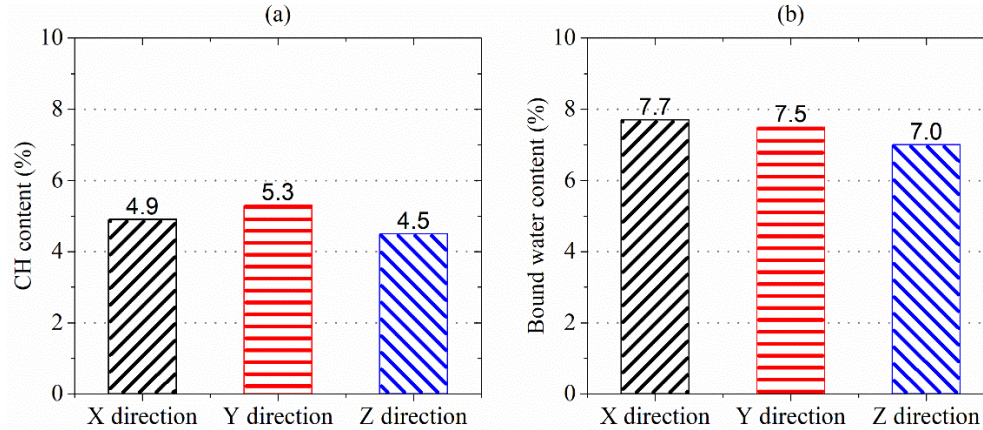 (a)
CH content (%)
10
8
6
4
2
0
4.9
5.3
4.5
X direction
Y direction
Z direction
(b)
Bound water content (%)
10
8
6
4
2
0
7.7
7.5
7.0
X direction
Y direction
Z direction